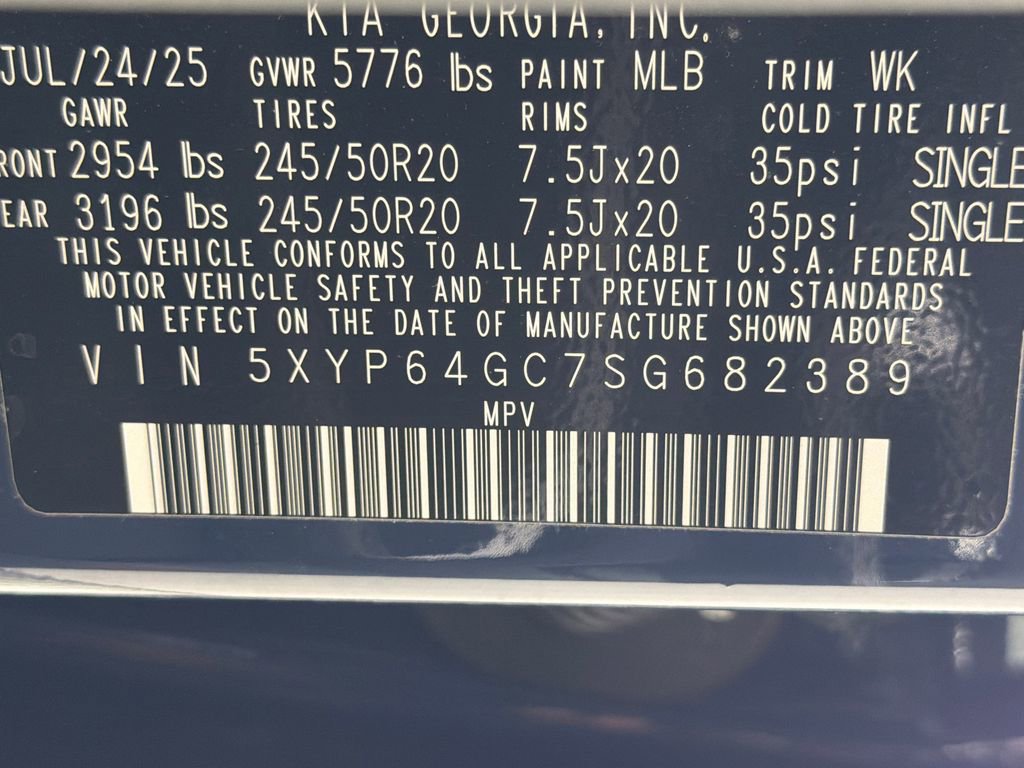 KIA GEORGIA, INC.
JUL/24/25 GVWR 5776 lbs PAINT MLB TRIM WK
GAWR TIRES RIMS COLD TIRE INFL
RONT 2954 lbs 245/50R20 7.5Jx20 35psi SINGLE
EAR 3196 lbs 245/50R20 7.5Jx20 35psi SINGLE
THIS VEHICLE CONFORMS TO ALL APPLICABLE U.S.A. FEDERAL
MOTOR VEHICLE SAFETY AND THEFT PREVENTION STANDARDS
IN EFFECT ON THE DATE OF MANUFACTURE SHOWN ABOVE
VIN 5XYP64GC7SG682389
MPV